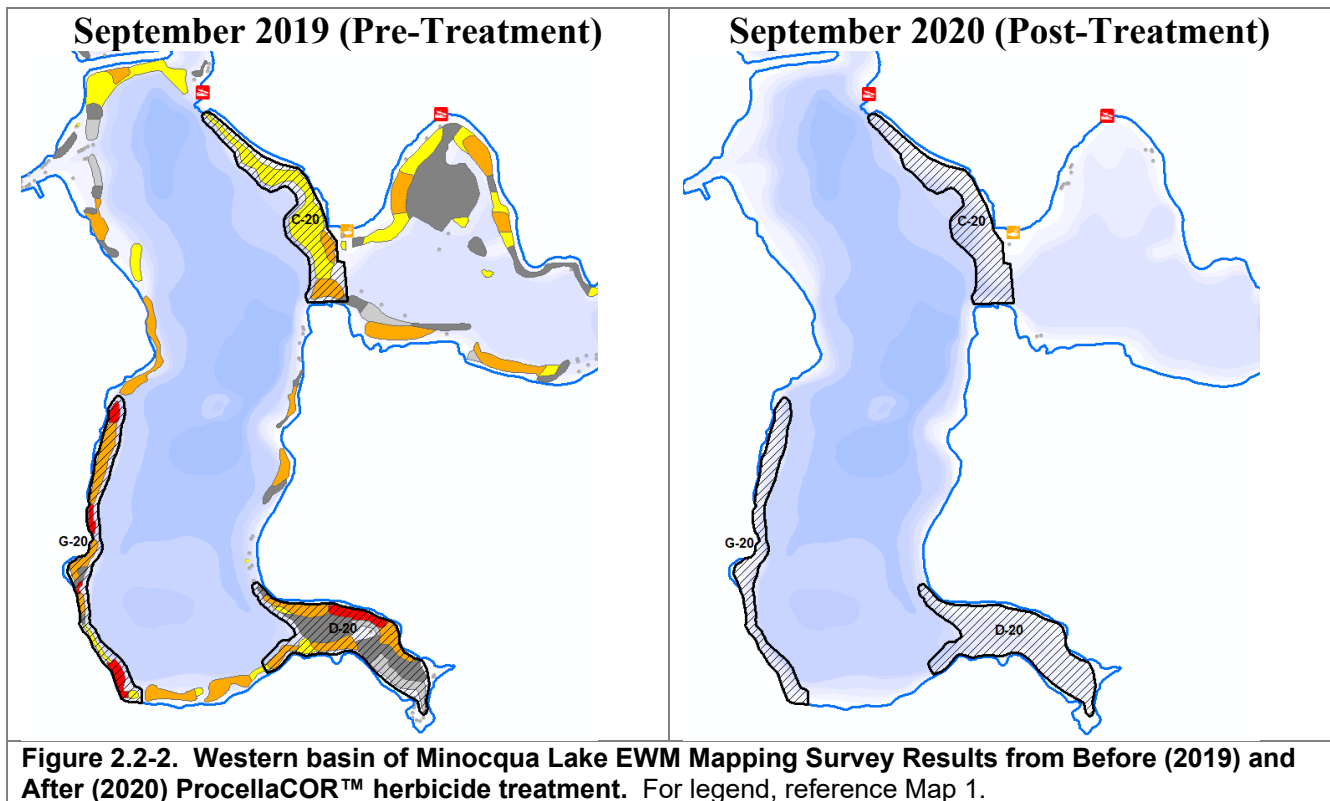 September 2019 (Pre-Treatment)
September 2020 (Post-Treatment)
C-20
G-20
D-20
C-20
G-20
D-20
Figure 2.2-2. Western basin of Minocqua Lake EWM Mapping Survey Results from Before (2019) and
After (2020) ProcellaCOR™ herbicide treatment. For legend, reference Map 1.